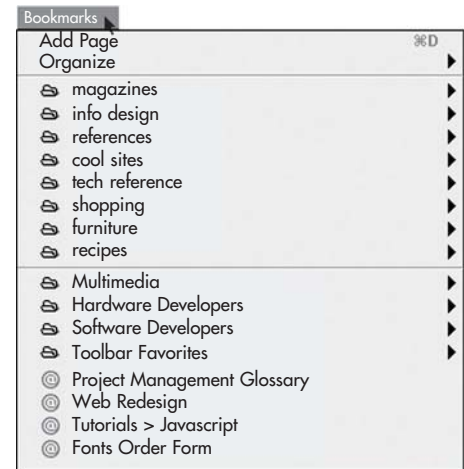 Bookmarks
Add Page ⌘D
Organize
magazines
info design
references
cool sites
tech reference
shopping
furniture
recipes
Multimedia
Hardware Developers
Software Developers
Toolbar Favorites
@ Project Management Glossary
@ Web Redesign
@ Tutorials > Javascript
@ Fonts Order Form